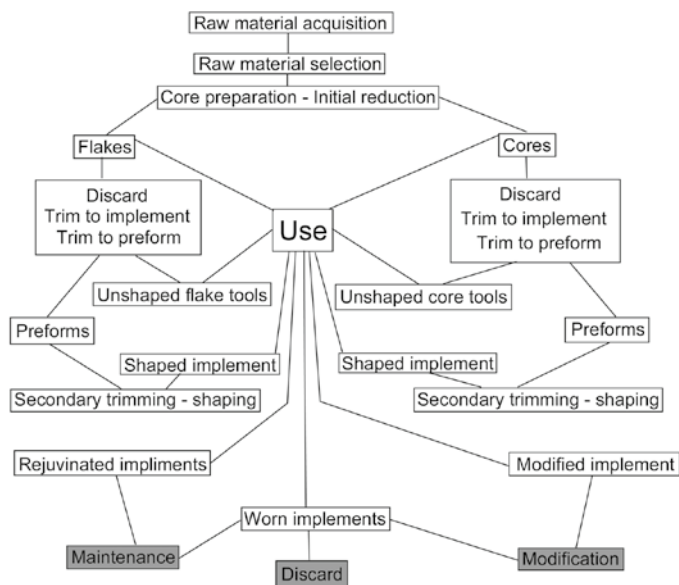 Raw material acquisition
Raw material selection
Core preparation - Initial reduction
Flakes
Cores
Discard
Trim to implement
Trim to preform
Use
Discard
Trim to implement
Trim to preform
Unshaped flake tools
Unshaped core tools
Preforms
Preforms
Shaped implement
Shaped implement
Secondary trimming - shaping
Secondary trimming - shaping
Rejuvinated impliments
Modified implement
Worn implements
Maintenance
Discard
Modification